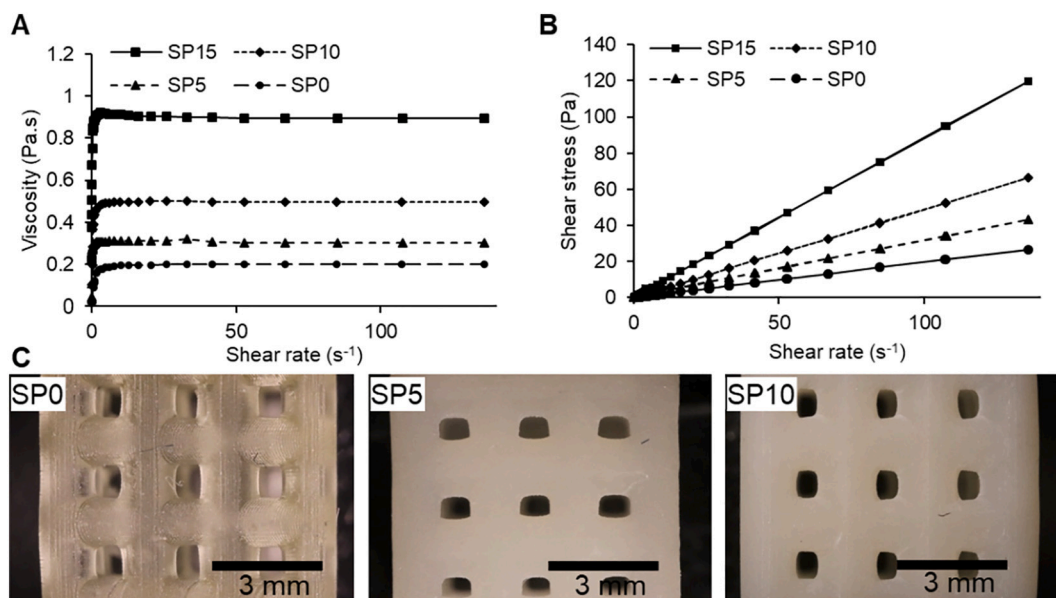 A
SP15 SP10
SP5 SP0
Viscosity (Pa.s)
1.2
1
0.8
0.6
0.4
0.2
0
0 50 100
Shear rate (s⁻¹)
B
SP15 SP10
SP5 SP0
Shear stress (Pa)
140
120
100
80
60
40
20
0
0 50 100
Shear rate (s⁻¹)
C
SP0 SP5 SP10
3 mm 3 mm 3 mm